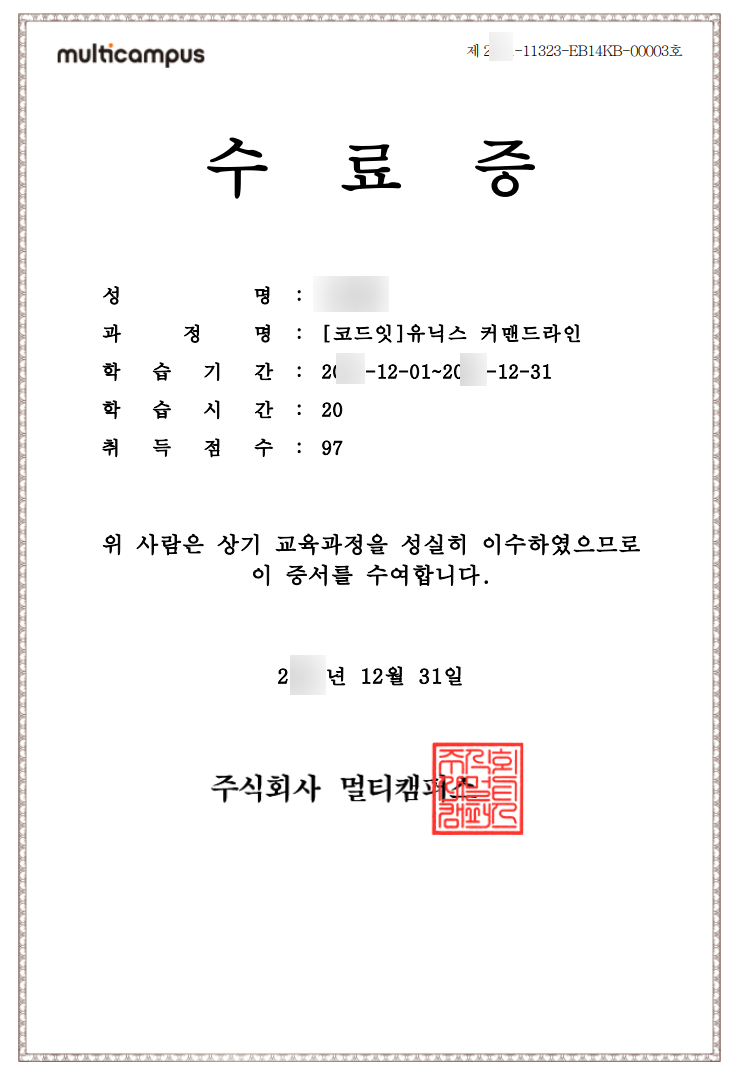 multicampus
제 2 -11323-EB14KB-00003호
수 료 증
성 명 :
과 정 명 : [코드잇]유닉스 커맨드라인
학 습 기 간 : 20 -12-01~20 -12-31
학 습 시 간 : 20
취 득 점 수 : 97
위 사람은 상기 교육과정을 성실히 이수하였으므로
이 증서를 수여합니다.
2 년 12월 31일
주식회사 멀티캠퍼스
주식회
사멀티
캠퍼스